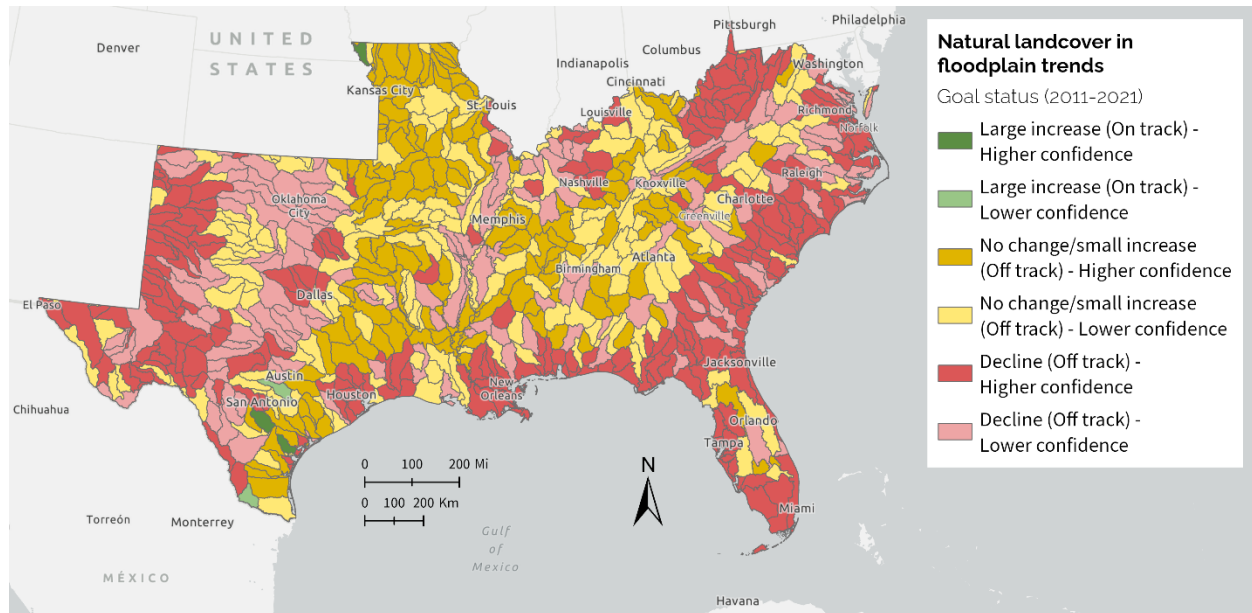 Pittsburgh
Philadelphia
Denver
UNITED
STATES
Columbus
Indianapolis
Cincinnati
Washington
Kansas City
St. Louis
Louisville
Richmond
Norfolk
Oklahoma
City
Nashville
Knoxville
Raleigh
Charlotte
Memphis
Greenville
Atlanta
Birmingham
Dallas
El Paso
Jacksonville
Austin
New
Orleans
Houston
San Antonio
Chihuahua
Orlando
Tampa
0 100 200 Mi
0 100 200 Km
N
Miami
Torreón
Monterrey
Gulf
of
Mexico
MÉXICO
Havana
Natural landcover in
floodplain trends
Goal status (2011-2021)
Large increase (On track) -
Higher confidence
Large increase (On track) -
Lower confidence
No change/small increase
(Off track) - Higher confidence
No change/small increase
(Off track) - Lower confidence
Decline (Off track) -
Higher confidence
Decline (Off track) -
Lower confidence